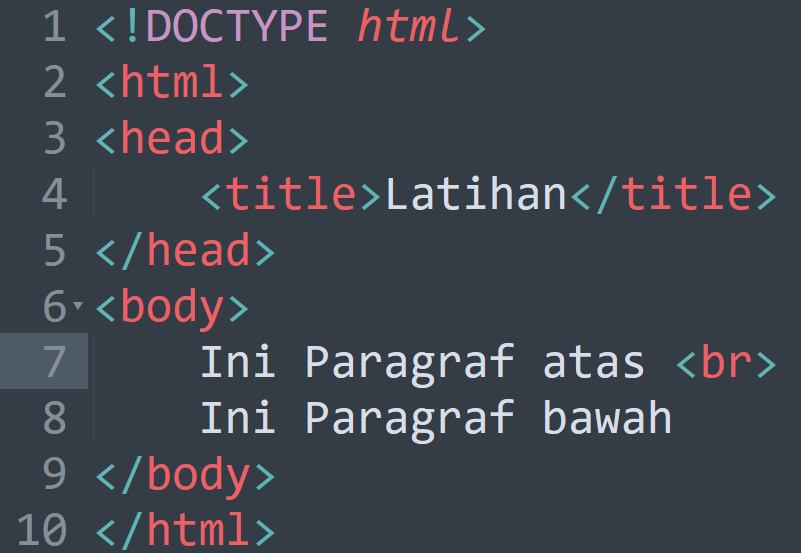 1 <!DOCTYPE html>
2 <html>
3 <head>
4     <title>Latihan</title>
5 </head>
6 <body>
7     Ini Paragraf atas <br>
8     Ini Paragraf bawah
9 </body>
10 </html>